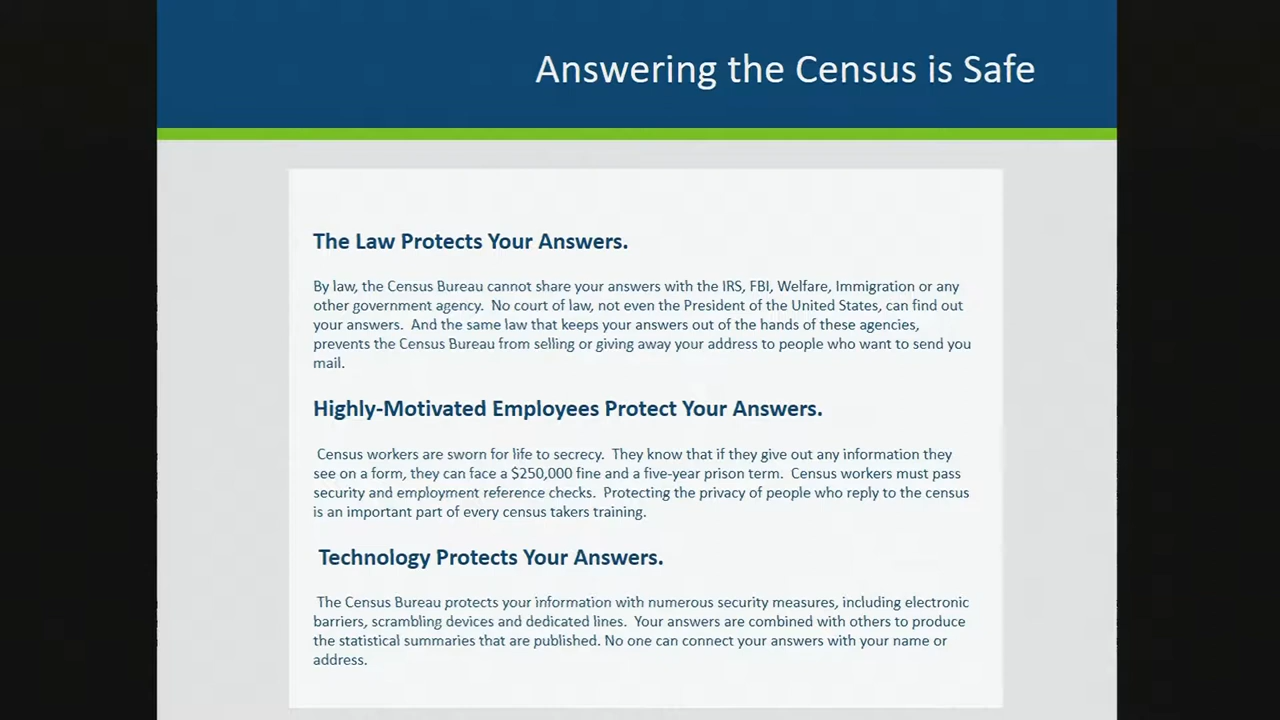 Answering the Census is Safe
The Law Protects Your Answers.
By law, the Census Bureau cannot share your answers with the IRS, FBI, Welfare, Immigration or any
other government agency.  No court of law, not even the President of the United States, can find out
your answers.  And the same law that keeps your answers out of the hands of these agencies,
prevents the Census Bureau from selling or giving away your address to people who want to send you
mail.
Highly-Motivated Employees Protect Your Answers.
Census workers are sworn for life to secrecy.  They know that if they give out any information they
see on a form, they can face a $250,000 fine and a five-year prison term.  Census workers must pass
security and employment reference checks.  Protecting the privacy of people who reply to the census
is an important part of every census takers training.
Technology Protects Your Answers.
The Census Bureau protects your information with numerous security measures, including electronic
barriers, scrambling devices and dedicated lines.  Your answers are combined with others to produce
the statistical summaries that are published. No one can connect your answers with your name or
address.